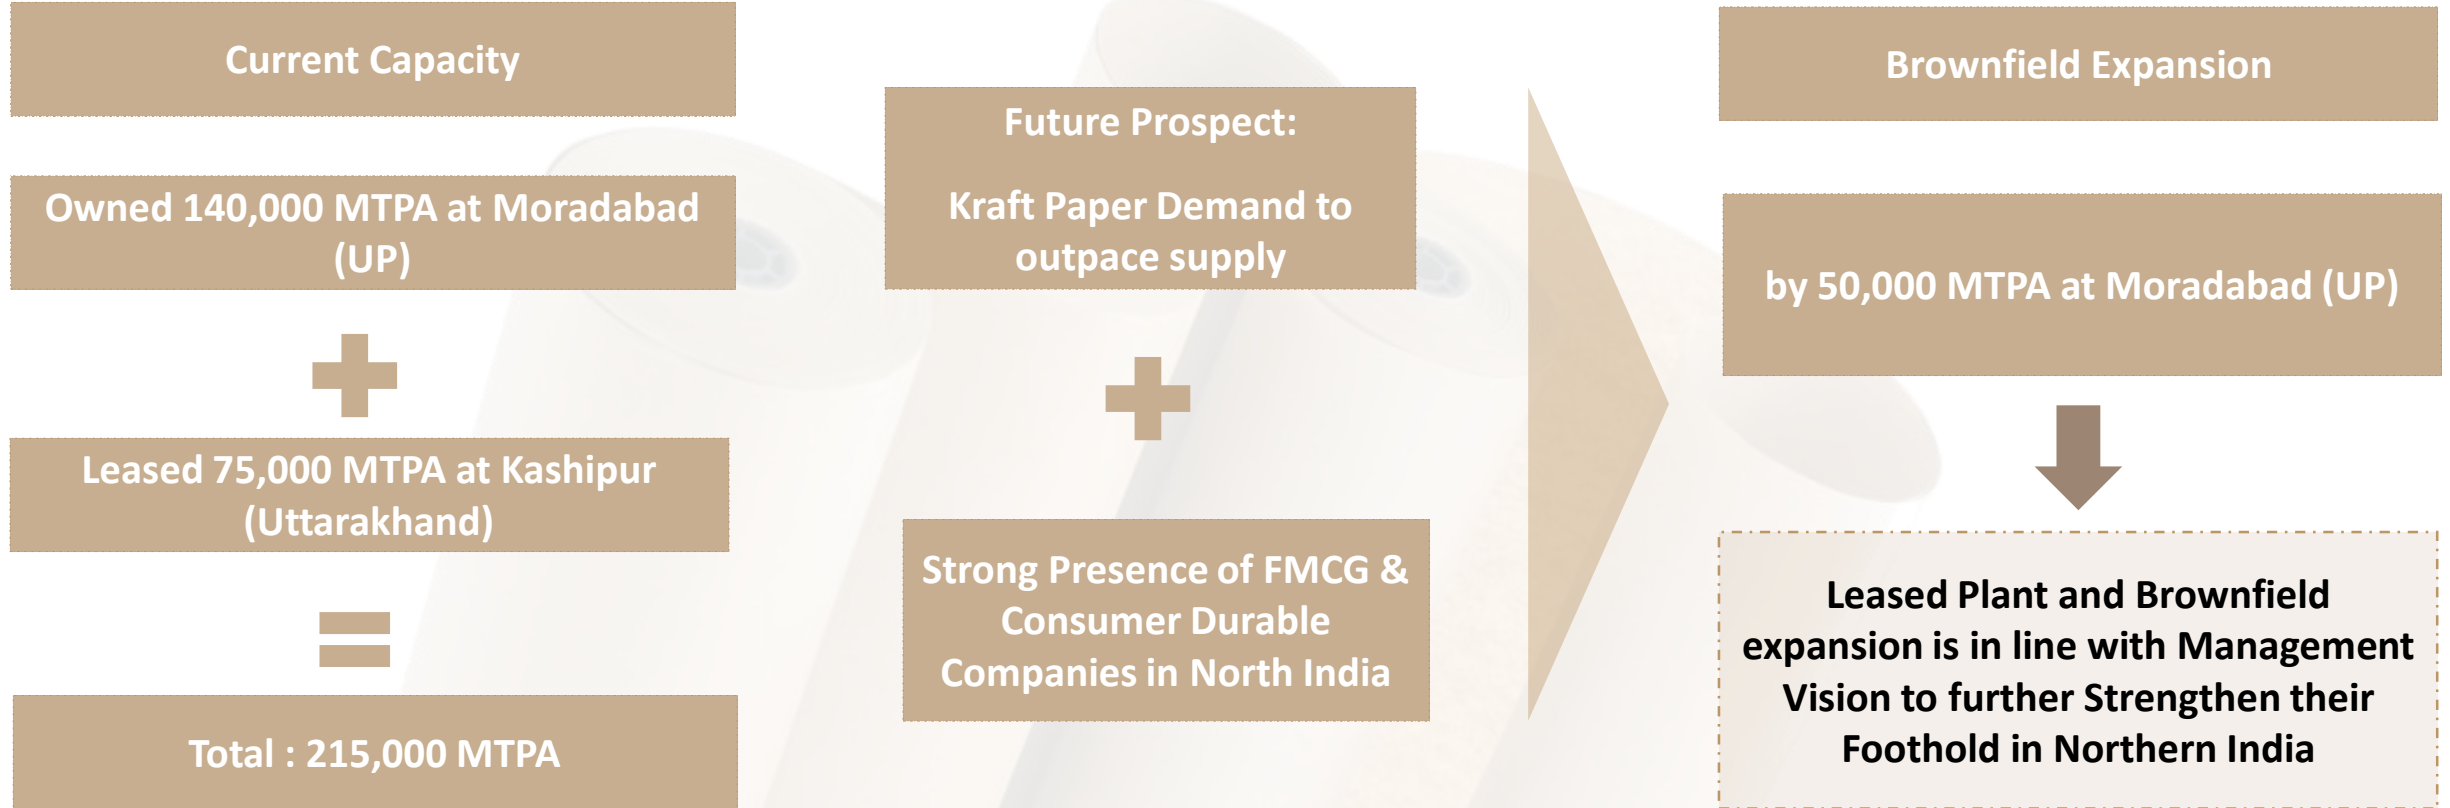 Current Capacity
Owned 140,000 MTPA at Moradabad
(UP)
Leased 75,000 MTPA at Kashipur
(Uttarakhand)
Total : 215,000 MTPA
Future Prospect:
Kraft Paper Demand to
outpace supply
Strong Presence of FMCG &
Consumer Durable
Companies in North India
Brownfield Expansion
by 50,000 MTPA at Moradabad (UP)
Leased Plant and Brownfield
expansion is in line with Management
Vision to further Strengthen their
Foothold in Northern India